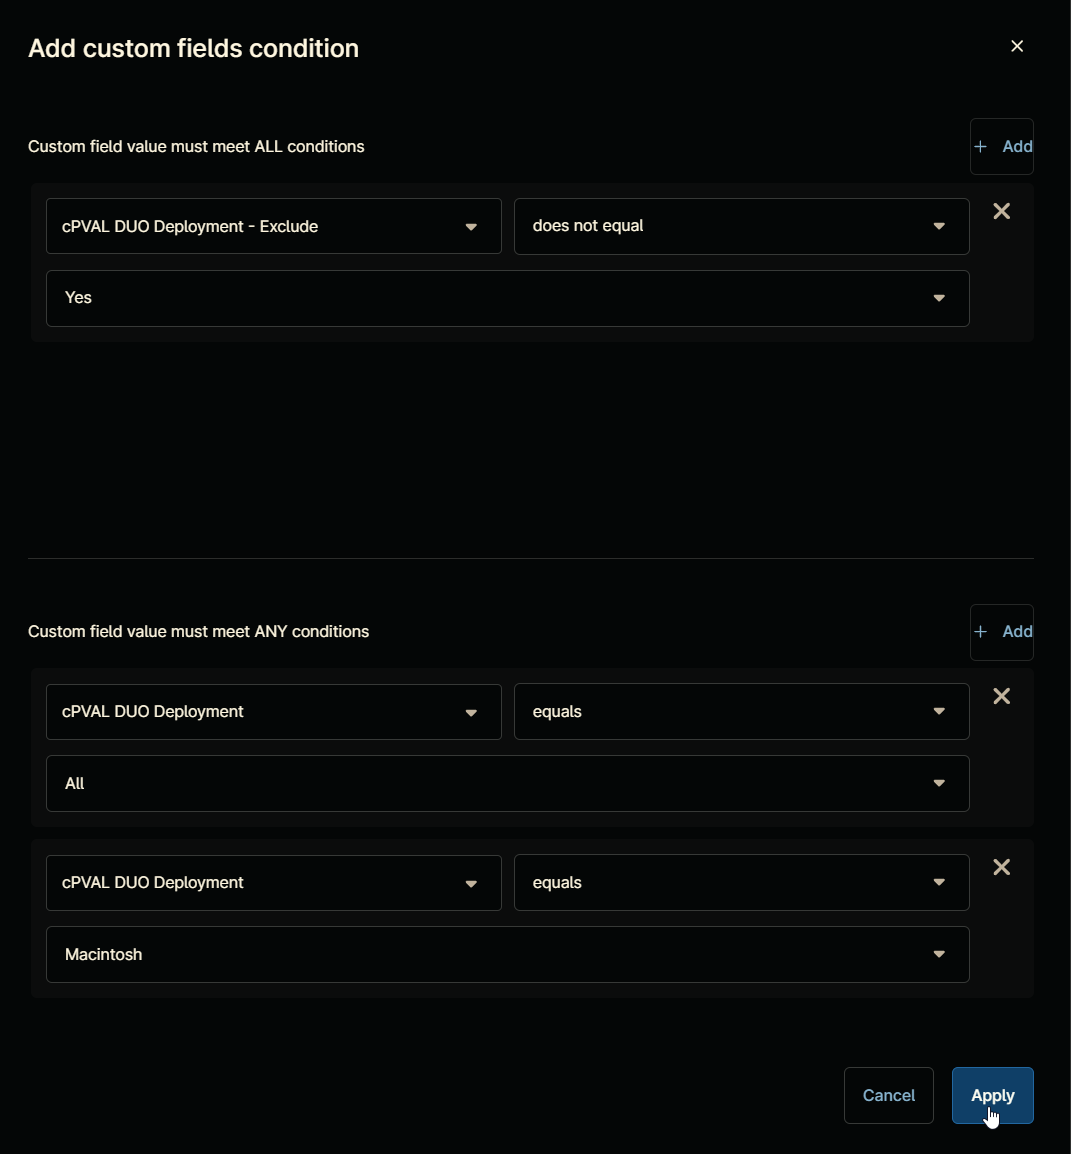 Add custom fields condition
Custom field value must meet ALL conditions
+ Add
cPVAL DUO Deployment - Exclude
does not equal
Yes
Custom field value must meet ANY conditions
+ Add
cPVAL DUO Deployment
equals
All
cPVAL DUO Deployment
equals
Macintosh
Cancel
Apply